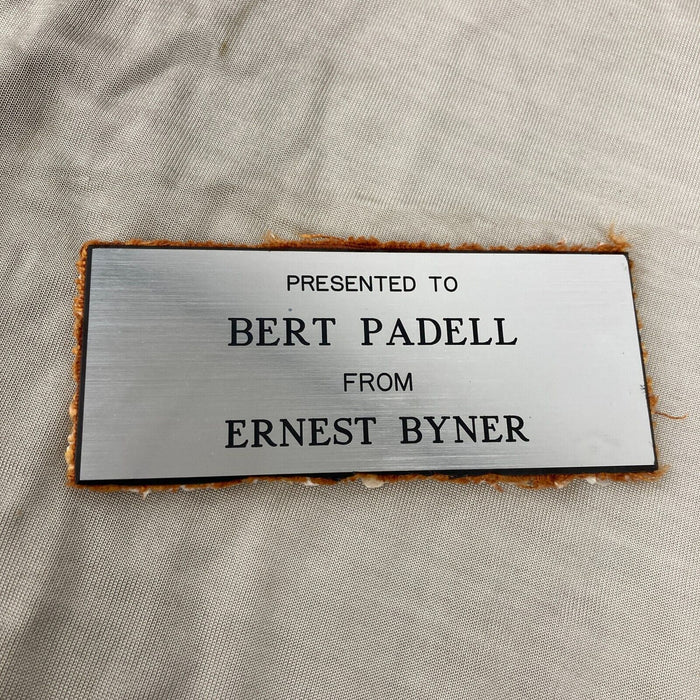 PRESENTED TO
BERT PADELL
FROM
ERNEST BYNER